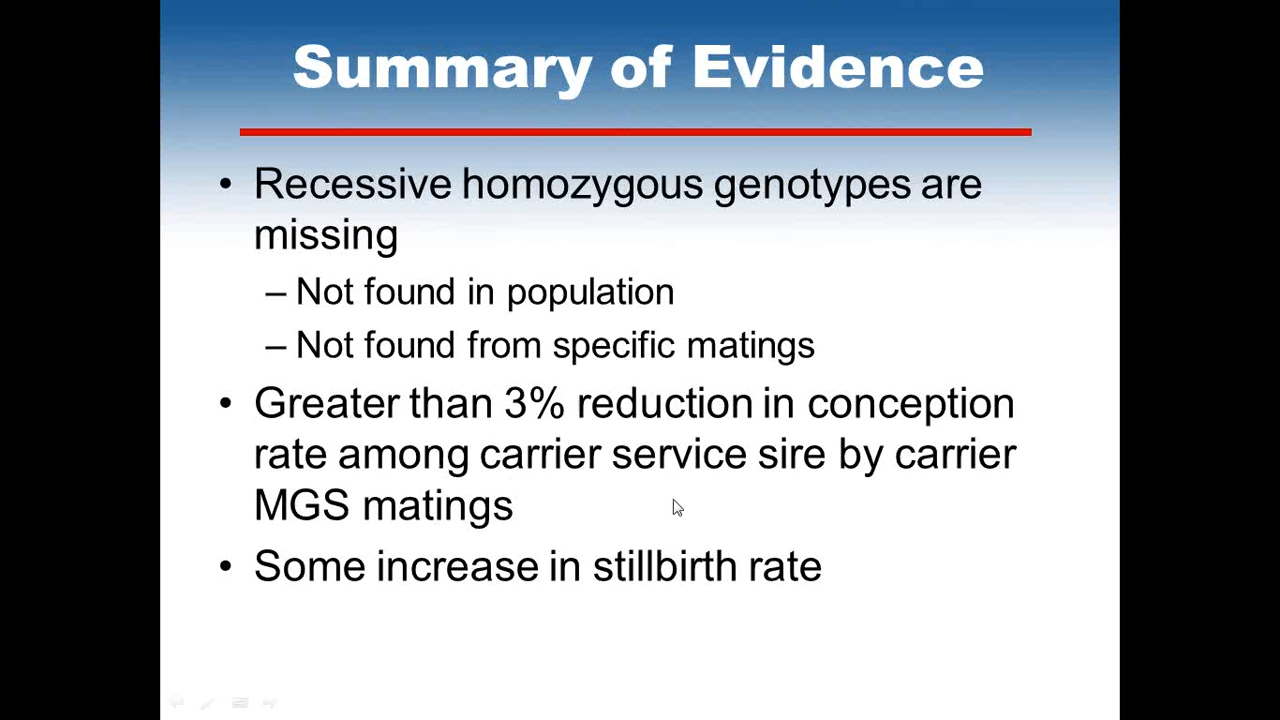 Summary of Evidence
• Recessive homozygous genotypes are
missing
– Not found in population
– Not found from specific matings
• Greater than 3% reduction in conception
rate among carrier service sire by carrier
MGS matings
• Some increase in stillbirth rate